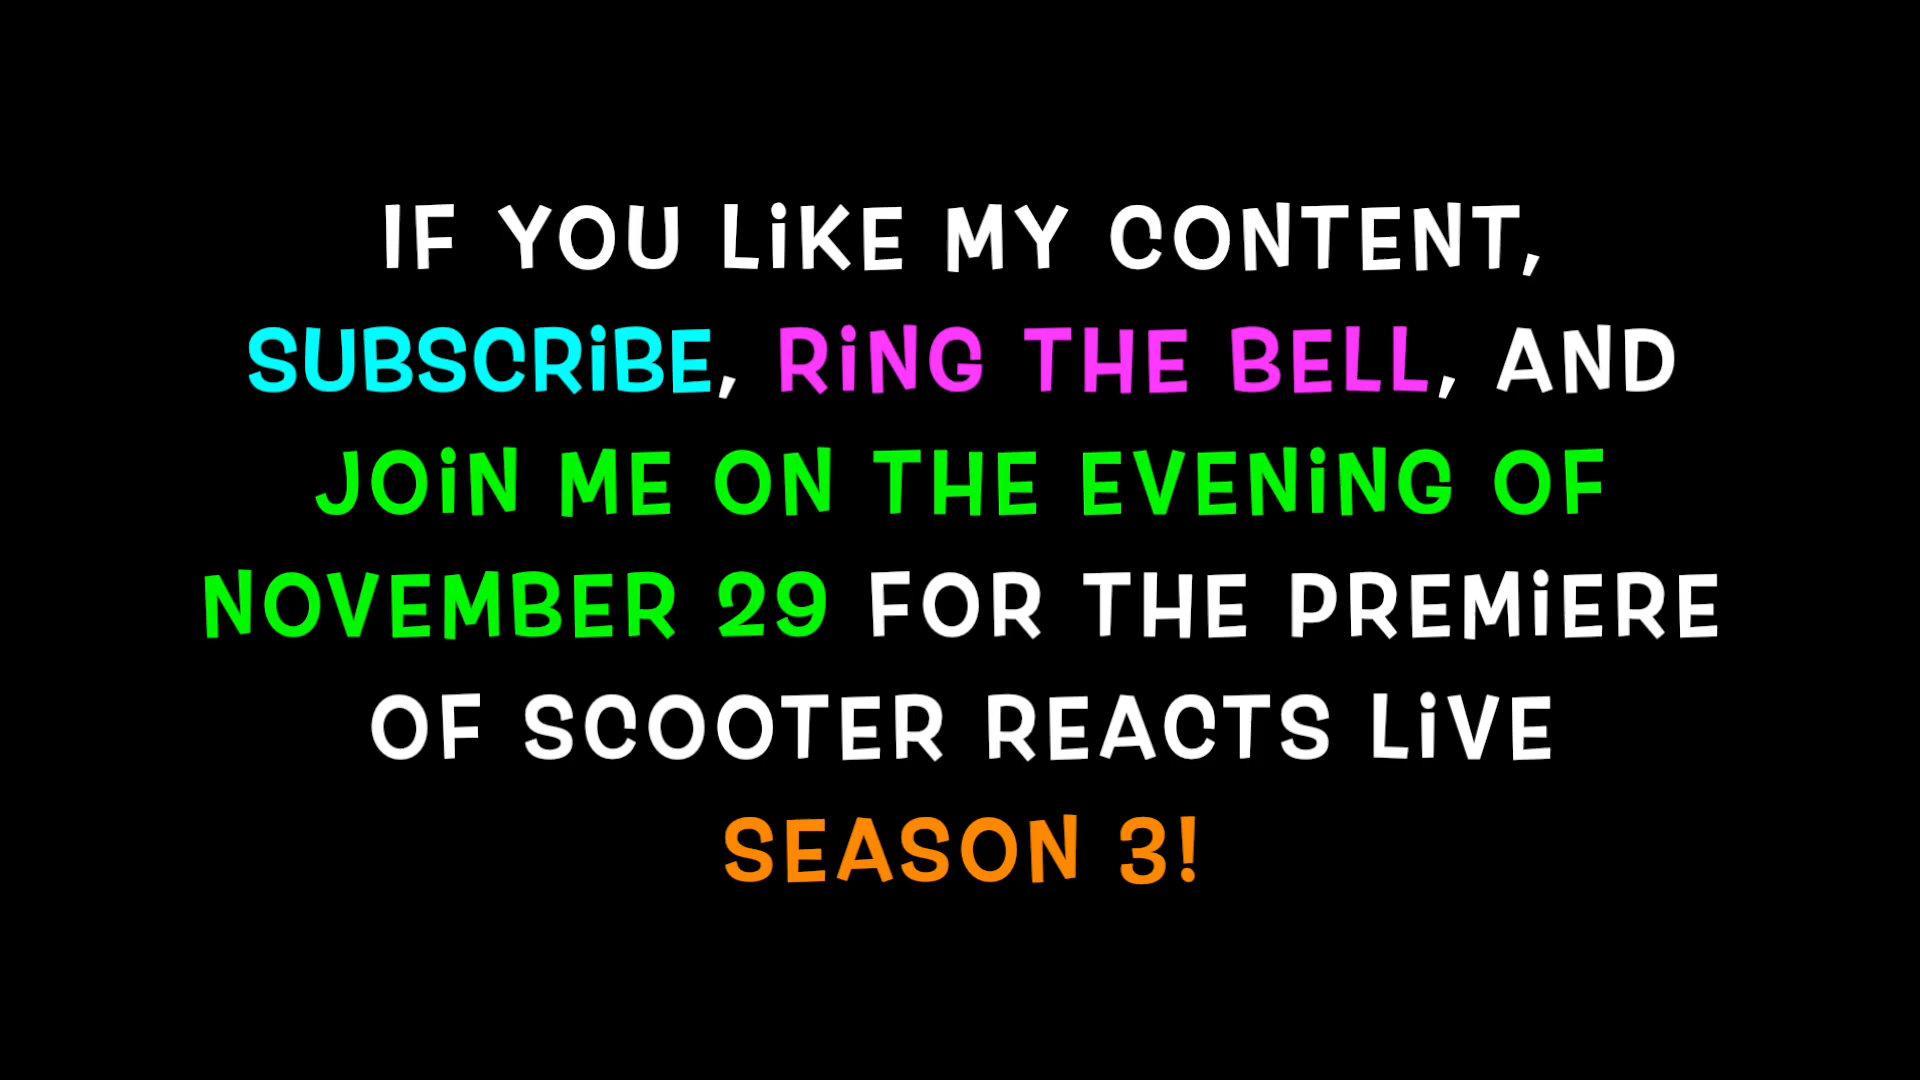 IF YOU LiKE MY CONTENT,
SUBSCRiBE, RiNG THE BELL, AND
JOiN ME ON THE EVENiNG OF
NOVEMBER 29 FOR THE PREMiERE
OF SCOOTER REACTS LiVE
SEASON 3!